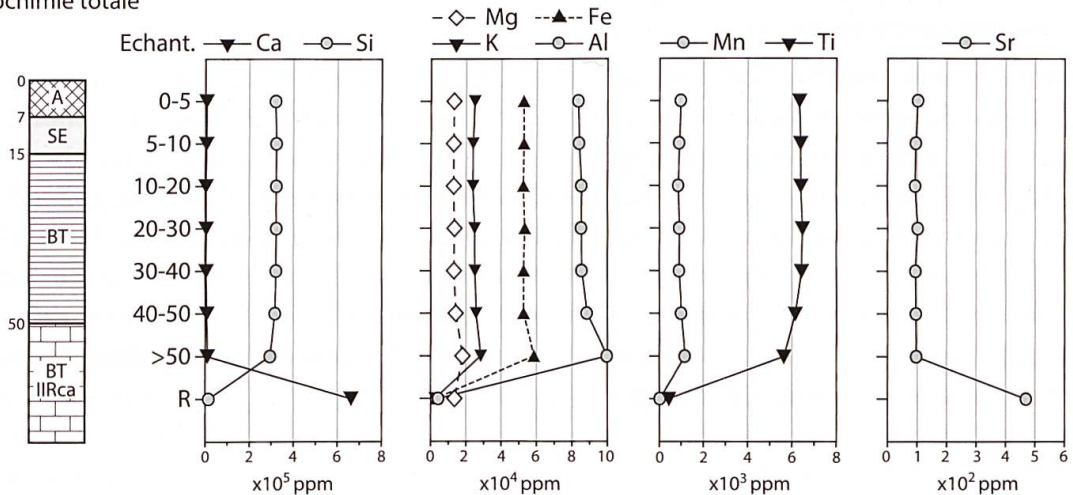 ochimie totale
Mg Fe
Echant. Ca Si K Al Mn Ti Sr
0
A
7
SE
15
BT
50
BT
IIRca
0-5
5-10
10-20
20-30
30-40
40-50
>50
R
0 2 4 6 8
x10⁵ ppm
0 2 4 6 8 10
x10⁴ ppm
0 2 4 6 8
x10³ ppm
0 1 2 3 4 5 6
x10² ppm